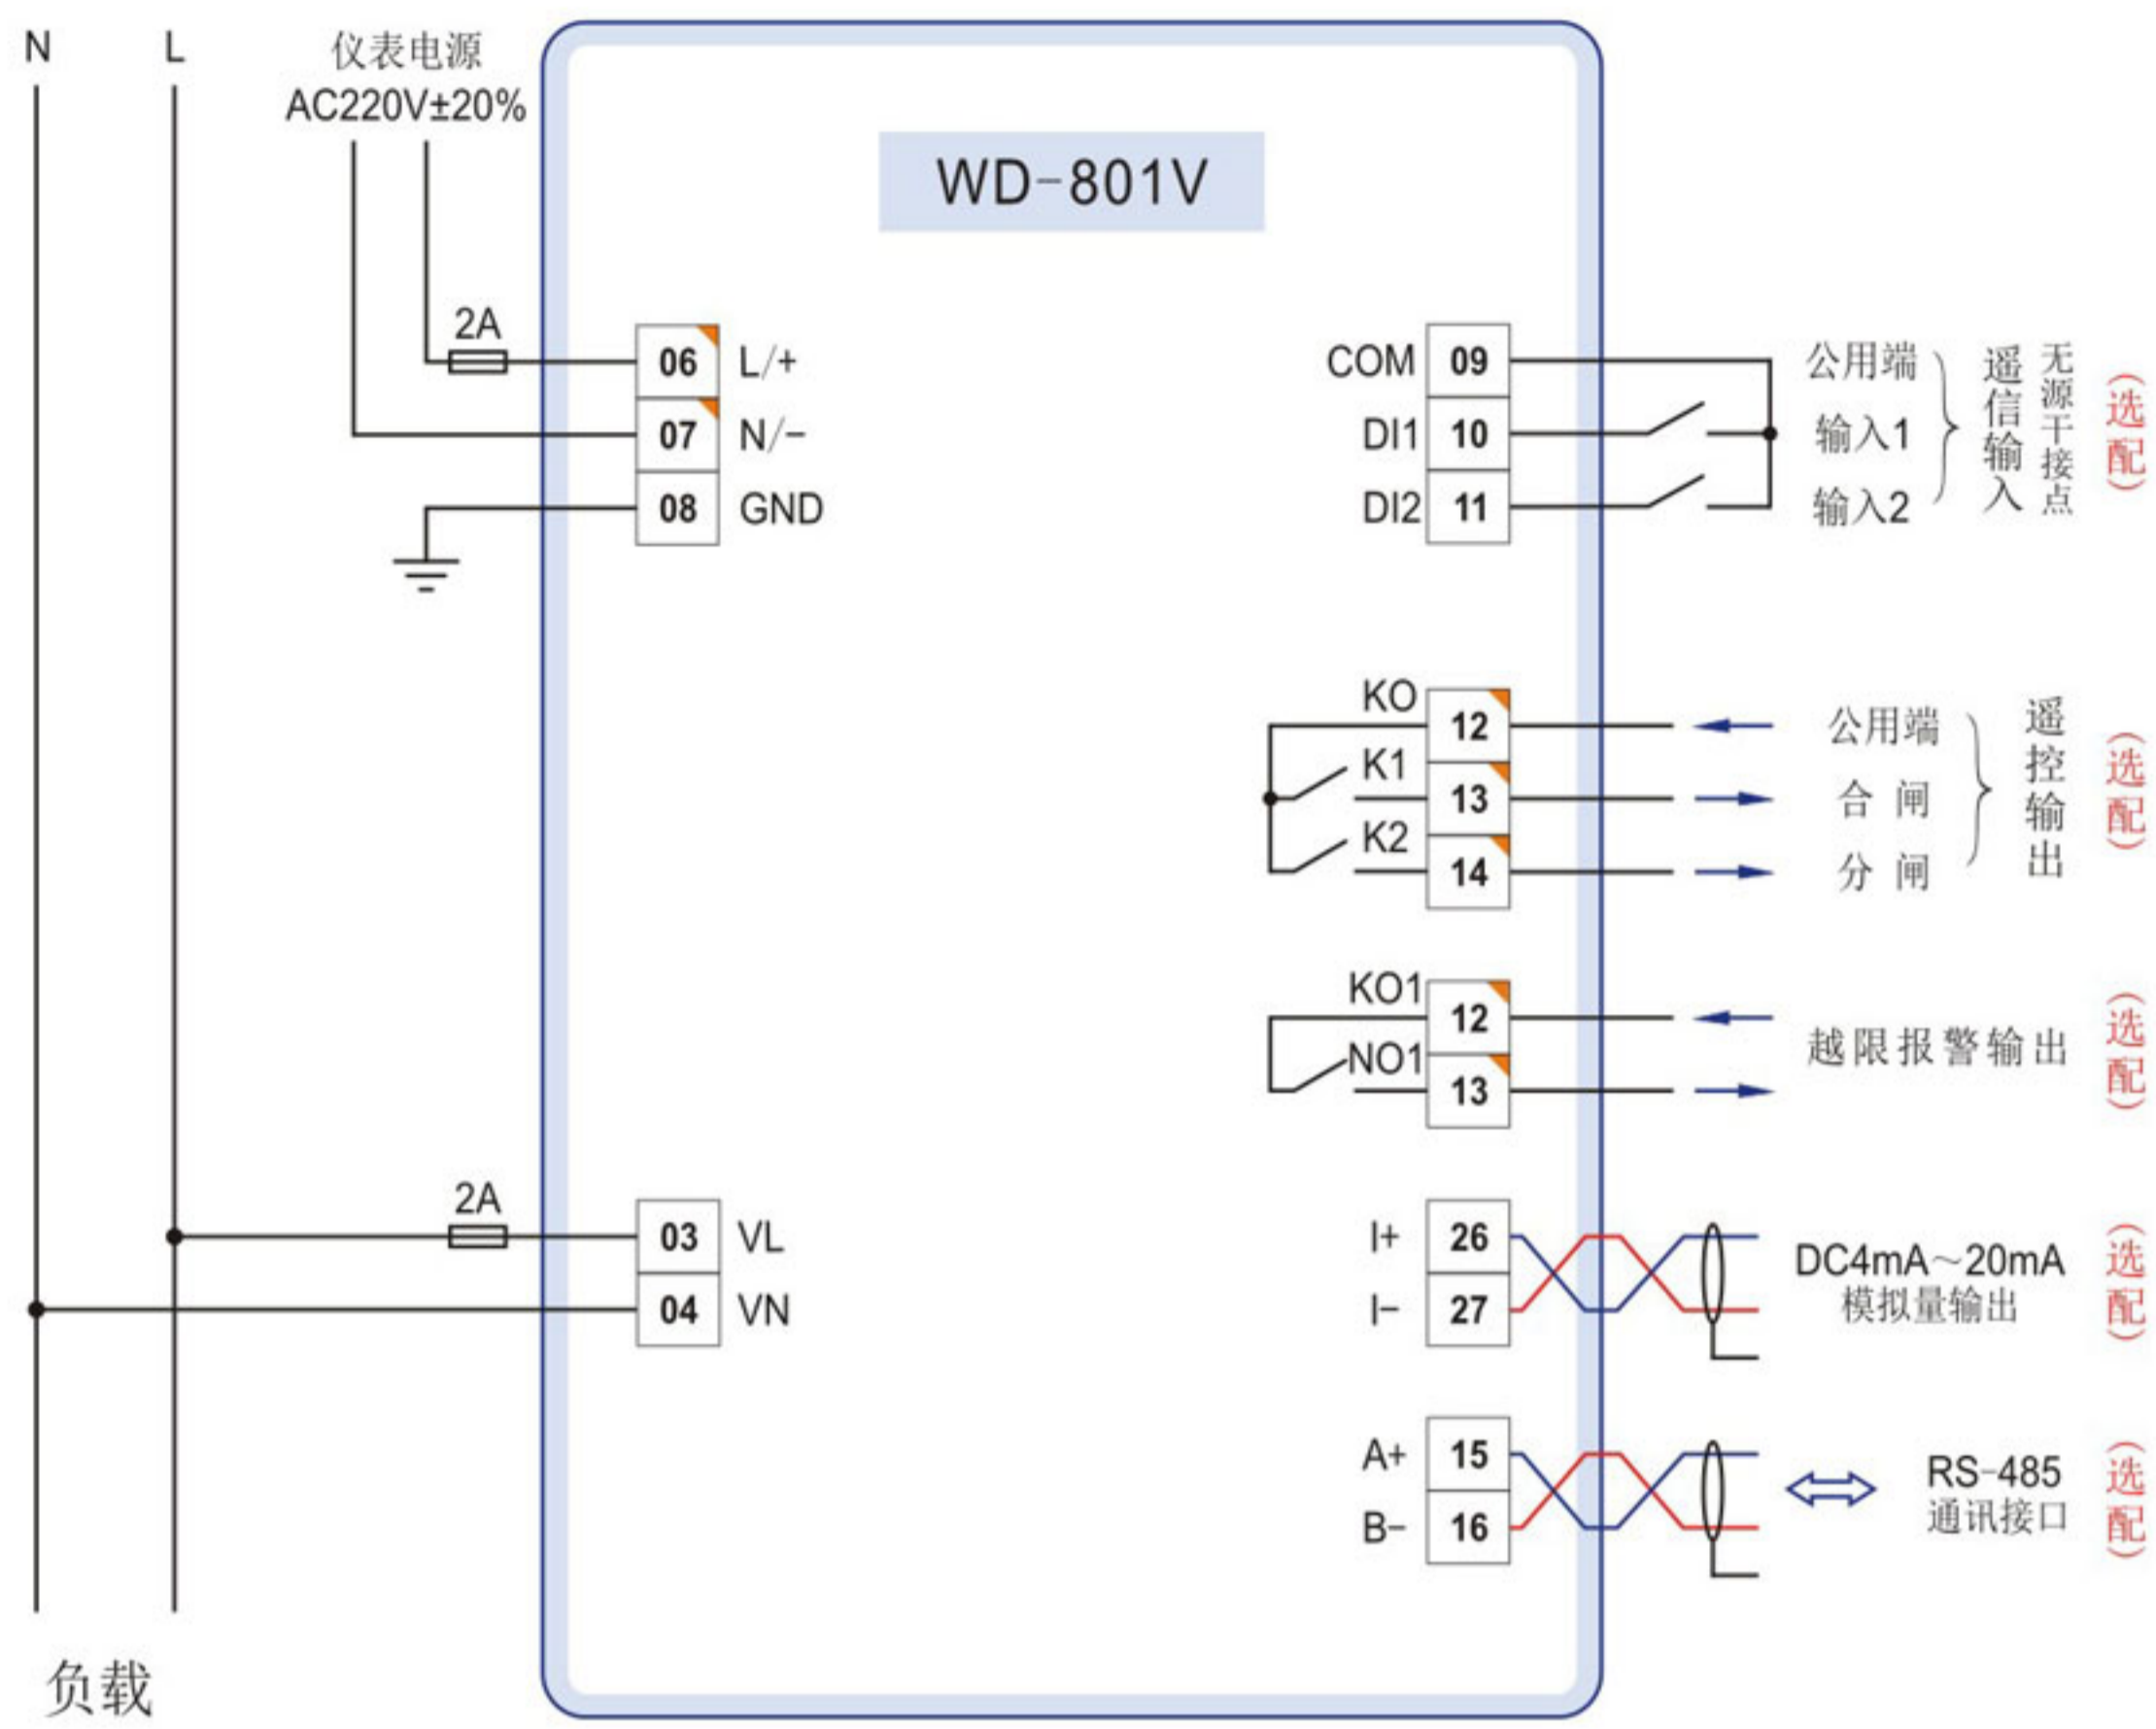 N
L
仪表电源
AC220V±20%
WD-801V
2A
06 L/+
07 N/-
08 GND
COM 09
DI1 10
DI2 11
公用端
输入1
输入2
遥信输入
无源干接点
(选配)
KO 12
K1 13
K2 14
公用端
合闸
分闸
遥控输出
(选配)
KO1 12
NO1 13
越限报警输出
(选配)
2A
03 VL
04 VN
I+ 26
I- 27
DC4mA~20mA
模拟量输出
(选配)
A+ 15
B- 16
RS-485
通讯接口
(选配)
负载